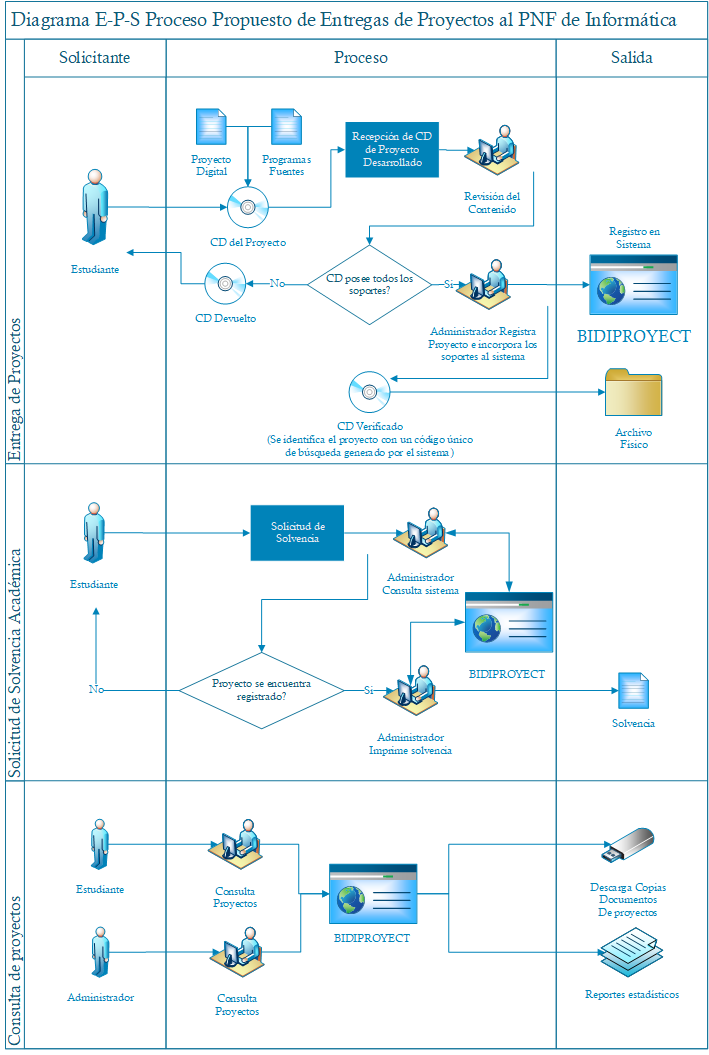 Diagrama E-P-S Proceso Propuesto de Entregas de Proyectos al PNF de Informática
Solicitante
Proceso
Salida
Entrega de Proyectos
Proyecto
Digital
Programas
Fuentes
Recepción de CD
de Proyecto
Desarrollado
Revisión del
Contenido
Estudiante
CD del Proyecto
Registro en
Sistema
CD posee todos los
soportes?
No
Si
CD Devuelto
Administrador Registra
Proyecto e incorpora los
soportes al sistema
BIDIPROYECT
CD Verificado
(Se identifica el proyecto con un código único
de búsqueda generado por el sistema)
Archivo
Fisico
Solicitud de Solvencia Académica
Solicitud de
Solvencia
Estudiante
Administrador
Consulta sistema
BIDIPROYECT
Proyecto se encuentra
registrado?
No
Si
Administrador
Imprime solvencia
Solvencia
Consulta de proyectos
Estudiante
Consulta
Proyectos
BIDIPROYECT
Descarga Copias
Documentos
De proyectos
Administrador
Consulta
Proyectos
Reportes estadísticos